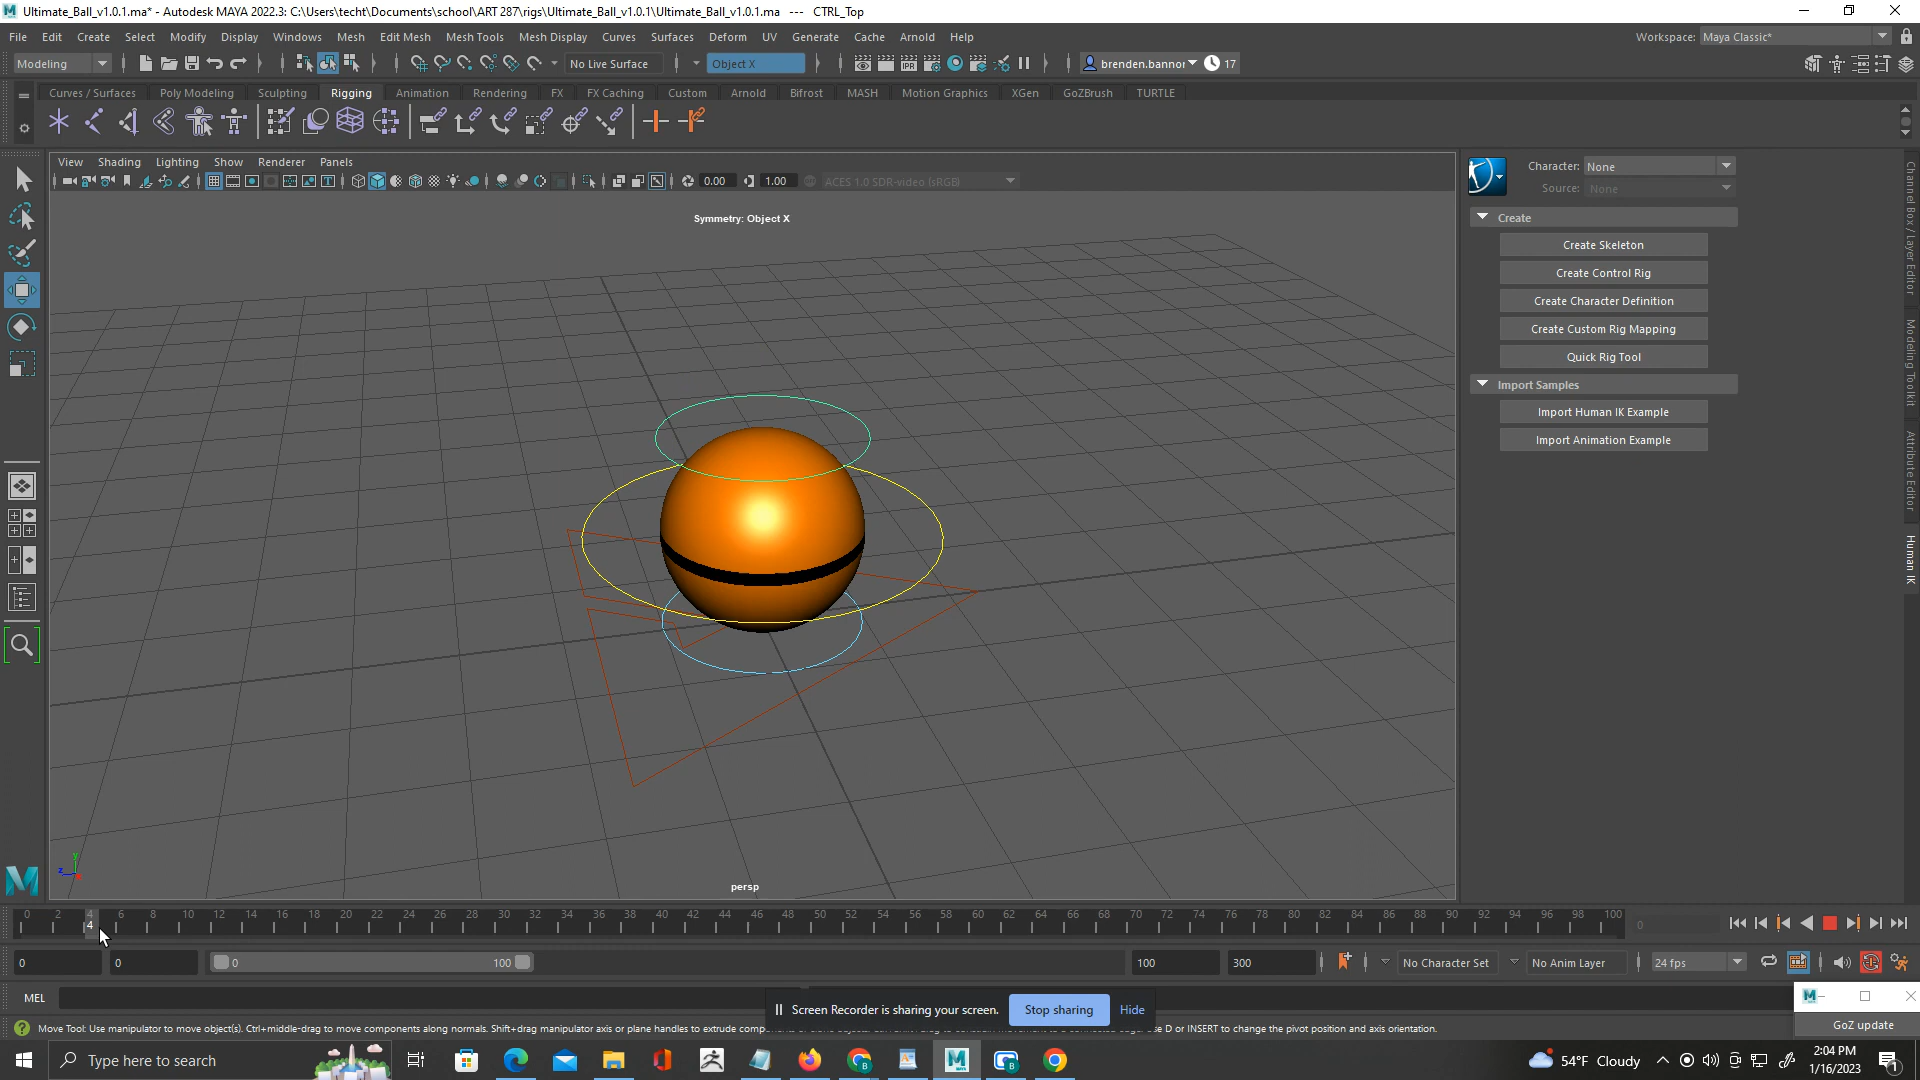 Ultimate_Ball_v1.0.1.ma* - Autodesk MAYA 2022.3: C:\Users\techt\Documents\school\ART 287\rigs\Ultimate_Ball_v1.0.1\Ultimate_Ball_v1.0.1.ma --- CTRL_Top
File Edit Create Select Modify Display Windows Mesh Edit Mesh Mesh Tools Mesh Display Curves Surfaces Deform UV Generate Cache Arnold Help Workspace: Maya Classic*
Modeling No Live Surface Object X brenden.bannor 17
Curves / Surfaces Poly Modeling Sculpting Rigging Animation Rendering FX FX Caching Custom Arnold Bifrost MASH Motion Graphics XGen GoZBrush TURTLE
View Shading Lighting Show Renderer Panels
0.00 1.00 ACES 1.0 SDR-video (sRGB)
Symmetry: Object X
persp
y
z
Character: None
Source: None
Create
Create Skeleton
Create Control Rig
Create Character Definition
Create Custom Rig Mapping
Quick Rig Tool
Import Samples
Import Human IK Example
Import Animation Example
Channel Box / Layer Editor
Modeling Toolkit
Attribute Editor
Human IK
0 2 4 6 8 10 12 14 16 18 20 22 24 26 28 30 32 34 36 38 40 42 44 46 48 50 52 54 56 58 60 62 64 66 68 70 72 74 76 78 80 82 84 86 88 90 92 94 96 98 100
4 0
0 0 0 100 100 300 No Character Set No Anim Layer 24 fps
MEL
Screen Recorder is sharing your screen. Stop sharing Hide
Move Tool: Use manipulator to move object(s). Ctrl+middle-drag to move components along normals. Shift+drag manipulator axis or plane handles to extrude D or INSERT to change the pivot position and axis orientation.
GoZ update
Type here to search
54°F Cloudy
2:04 PM
1/16/2023
1